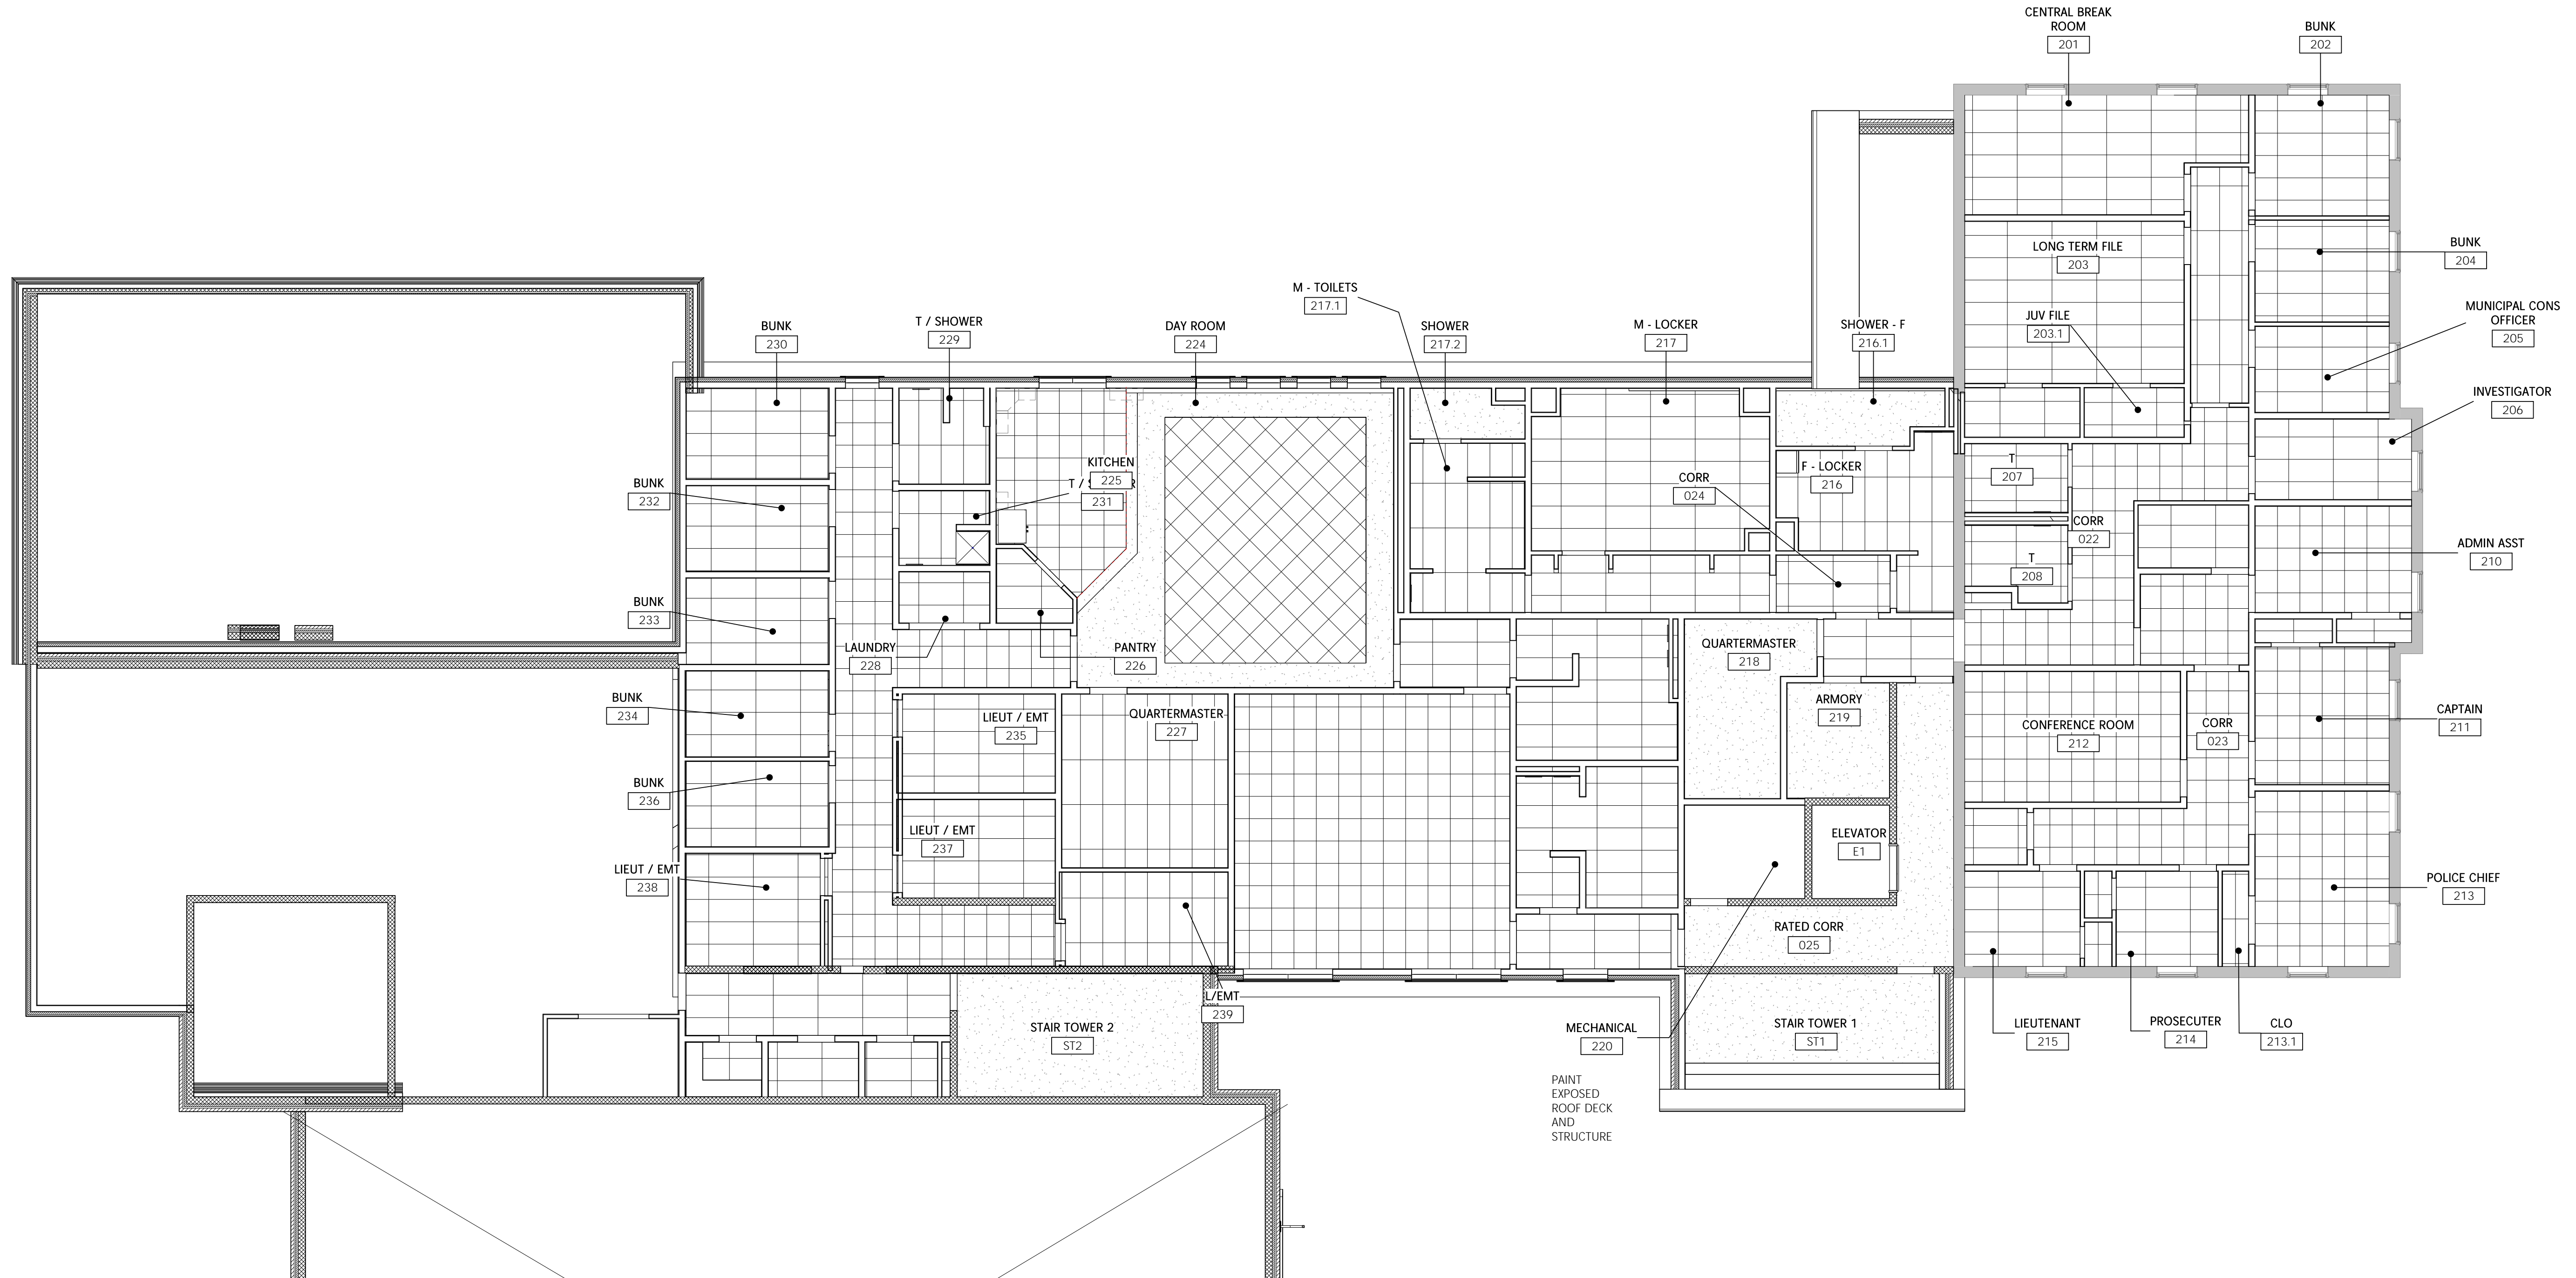 CENTRAL BREAK
ROOM
201
BUNK
202
LONG TERM FILE
203
BUNK
204
JUV FILE
203.1
MUNICIPAL CONS
OFFICER
205
INVESTIGATOR
206
M - TOILETS
217.1
BUNK
230
T / SHOWER
229
DAY ROOM
224
SHOWER
217.2
M - LOCKER
217
SHOWER - F
216.1
KITCHEN
225
T / S
R
231
BUNK
232
CORR
024
F - LOCKER
216
T
207
CORR
022
T
208
ADMIN ASST
210
BUNK
233
LAUNDRY
228
PANTRY
226
QUARTERMASTER
218
ARMORY
219
BUNK
234
LIEUT / EMT
235
QUARTERMASTER
227
CONFERENCE ROOM
212
CORR
023
CAPTAIN
211
BUNK
236
LIEUT / EMT
237
ELEVATOR
E1
LIEUT / EMT
238
POLICE CHIEF
213
RATED CORR
025
L/EMT
239
STAIR TOWER 2
ST2
MECHANICAL
220
STAIR TOWER 1
ST1
LIEUTENANT
215
PROSECUTER
214
CLO
213.1
PAINT
EXPOSED
ROOF DECK
AND
STRUCTURE